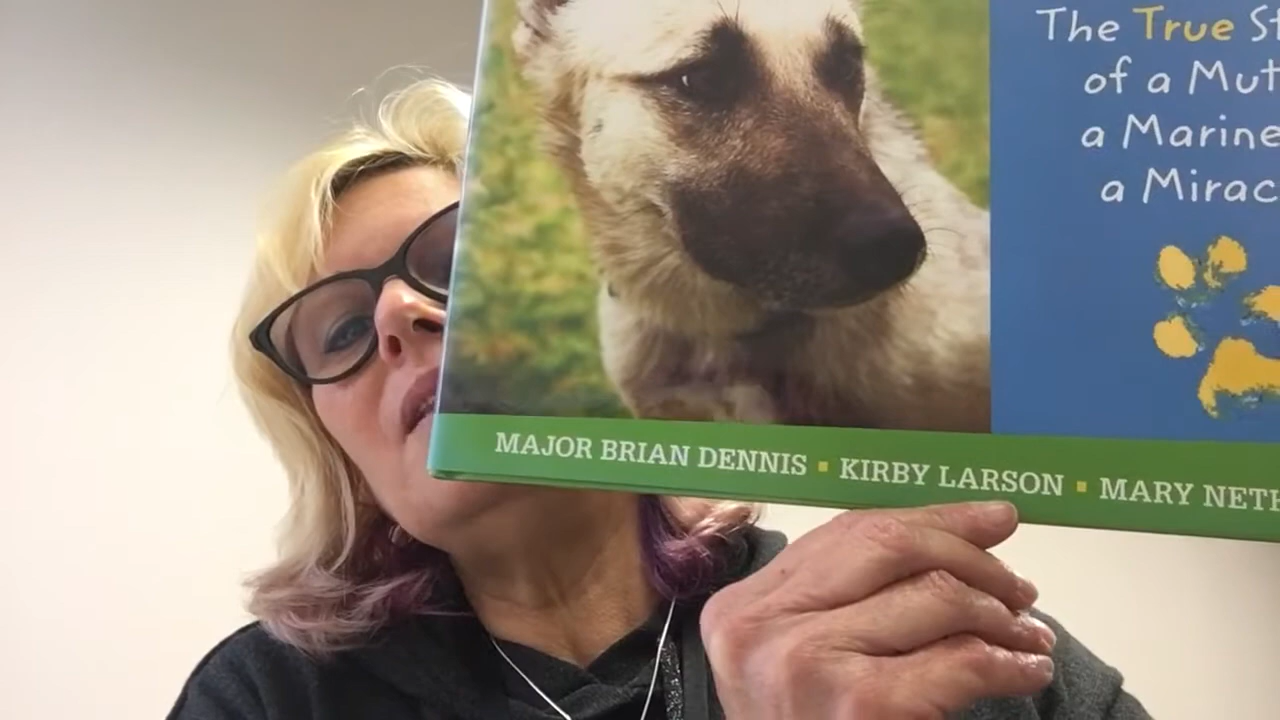 The True St
of a Mut
a Marine
a Mirac
MAJOR BRIAN DENNIS ▪ KIRBY LARSON ▪ MARY NETH